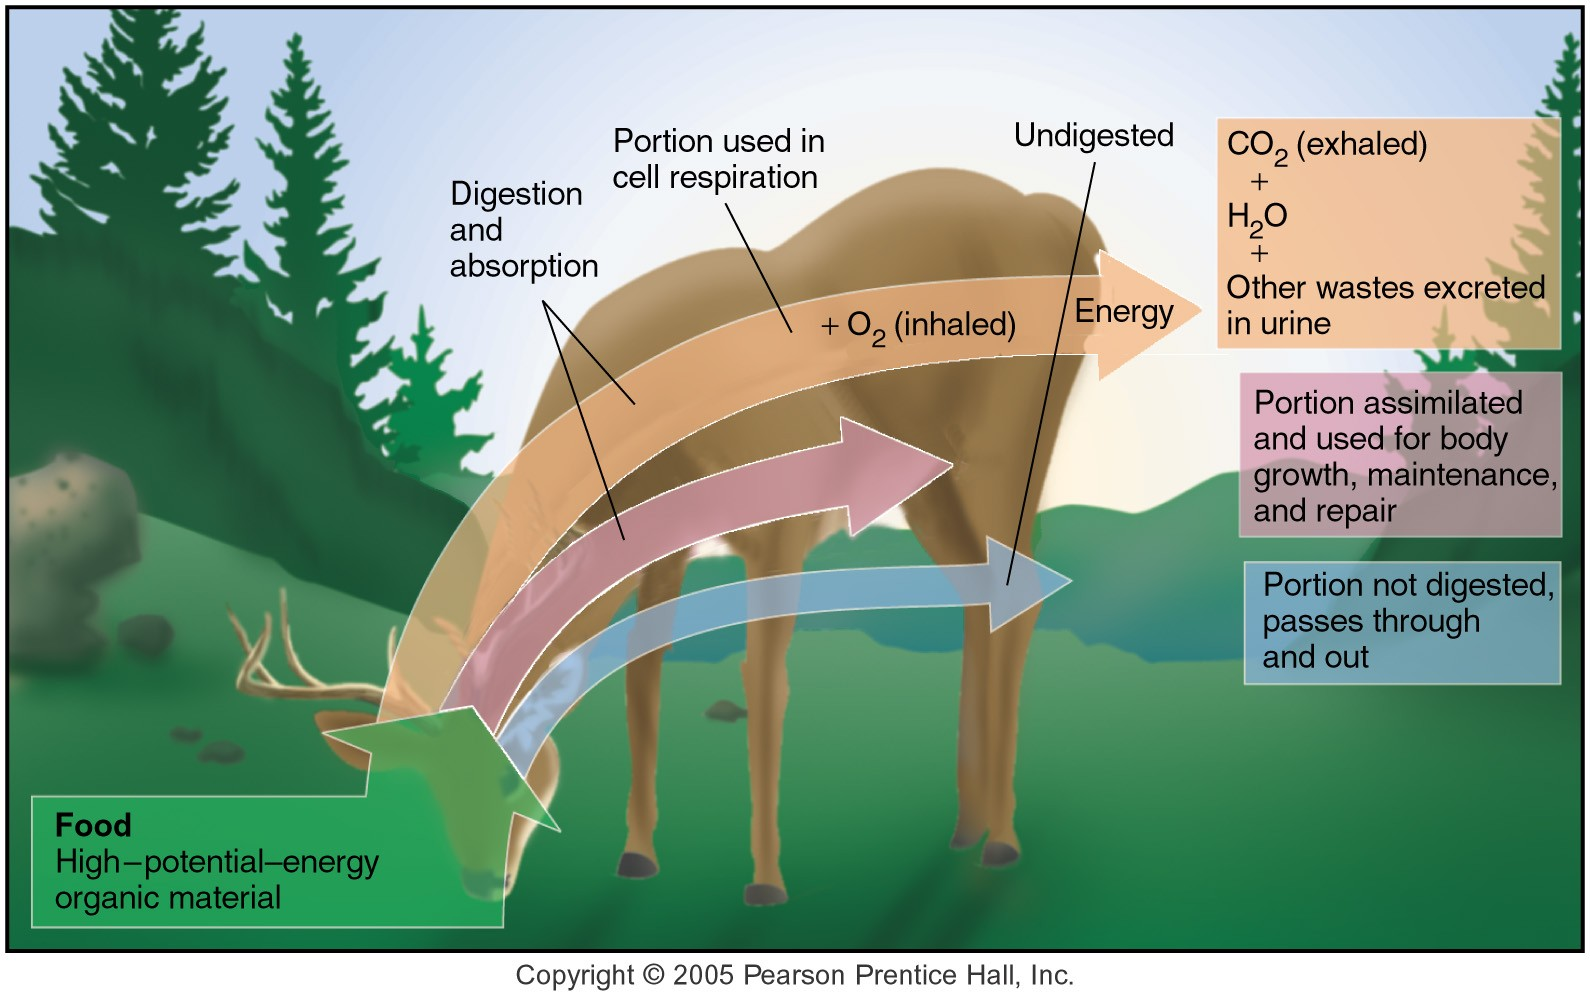 Portion used in
cell respiration
Undigested
Digestion
and
absorption
+ O₂ (inhaled)
Energy
CO₂ (exhaled)
+
H₂O
+
Other wastes excreted
in urine
Portion assimilated
and used for body
growth, maintenance,
and repair
Portion not digested,
passes through
and out
Food
High–potential–energy
organic material
Copyright © 2005 Pearson Prentice Hall, Inc.